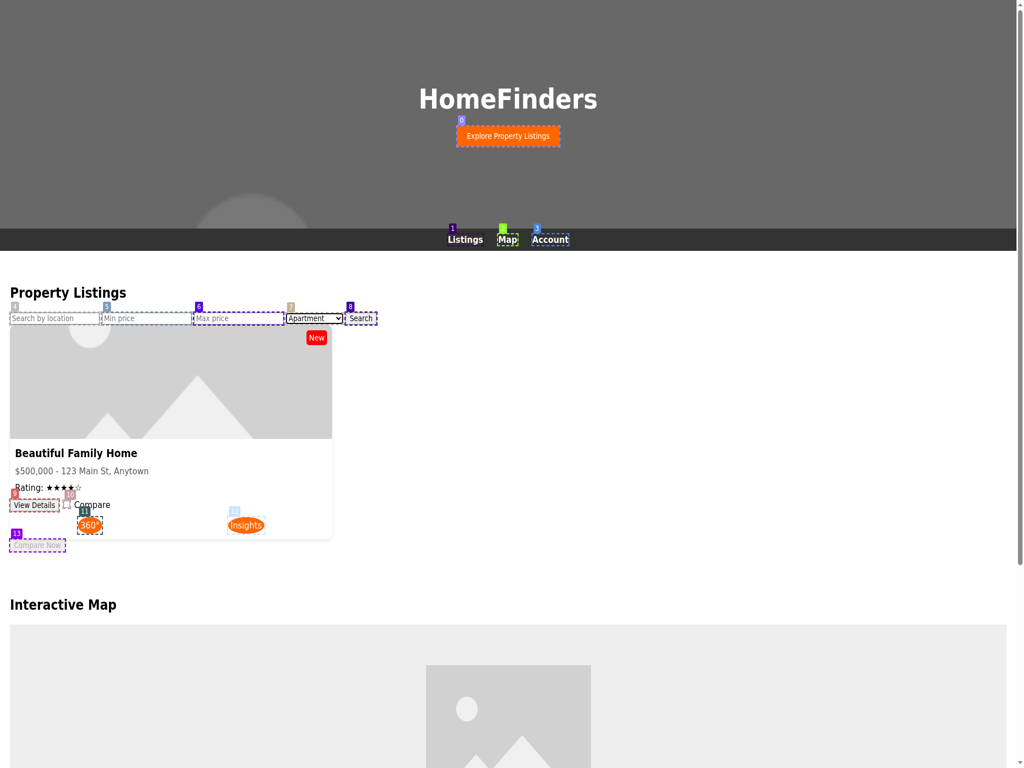 HomeFinders
0
Explore Property Listings
1 2 3
Listings Map Account
Property Listings
4 5 6 7 8
Search by location Min price Max price Apartment Search
New
Beautiful Family Home
$500,000 - 123 Main St, Anytown
Rating: ★★★★☆
9 10
View Details Compare
11 12
360° Insights
13
Compare Now
Interactive Map